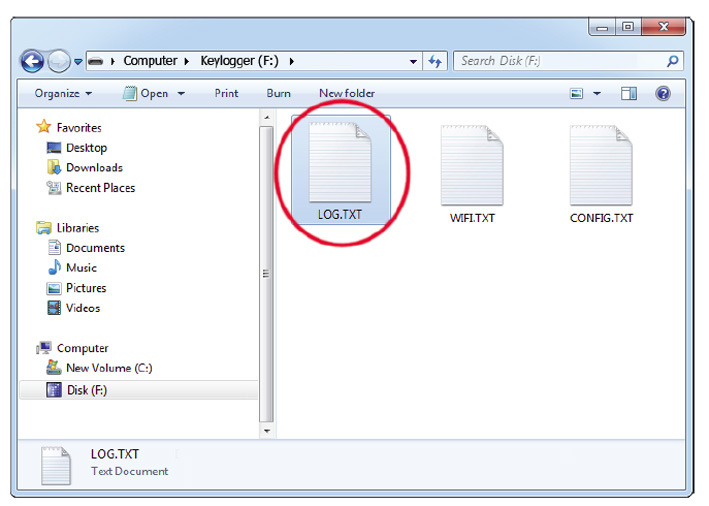 Computer Keylogger (F:)
Search Disk (F:)
Organize Open Print Burn New folder
Favorites
Desktop
Downloads
Recent Places
Libraries
Documents
Music
Pictures
Videos
Computer
New Volume (C:)
Disk (F:)
LOG.TXT
WIFI.TXT
CONFIG.TXT
LOG.TXT
Text Document